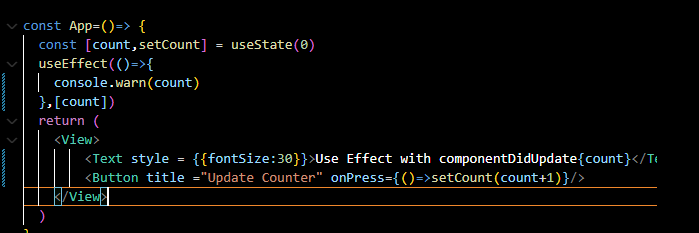 const App=()=> {
const [count,setCount] = useState(0)
useEffect(()=>{
console.warn(count)
},[count])
return (
<View>
<Text style = {{fontSize:30}}>Use Effect with componentDidUpdate{count}</Te
<Button title ="Update Counter" onPress={()=>setCount(count+1)}/>
</View>
)